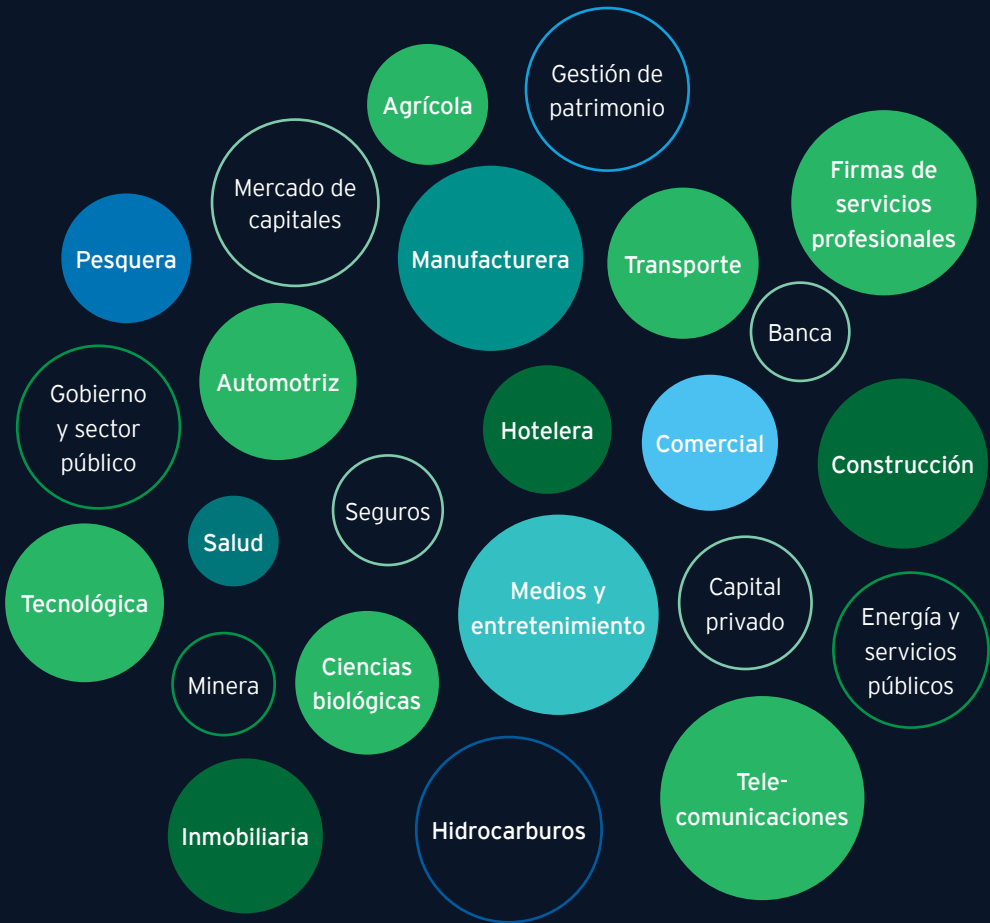 Gestión de
patrimonio
Agrícola
Mercado de
capitales
Firmas de
servicios
profesionales
Pesquera
Manufacturera
Transporte
Banca
Automotriz
Gobierno
y sector
público
Hotelera
Comercial
Construcción
Seguros
Salud
Tecnológica
Medios y
entretenimiento
Capital
privado
Energía y
servicios
públicos
Minera
Ciencias
biológicas
Tele-
comunicaciones
Inmobiliaria
Hidrocarburos